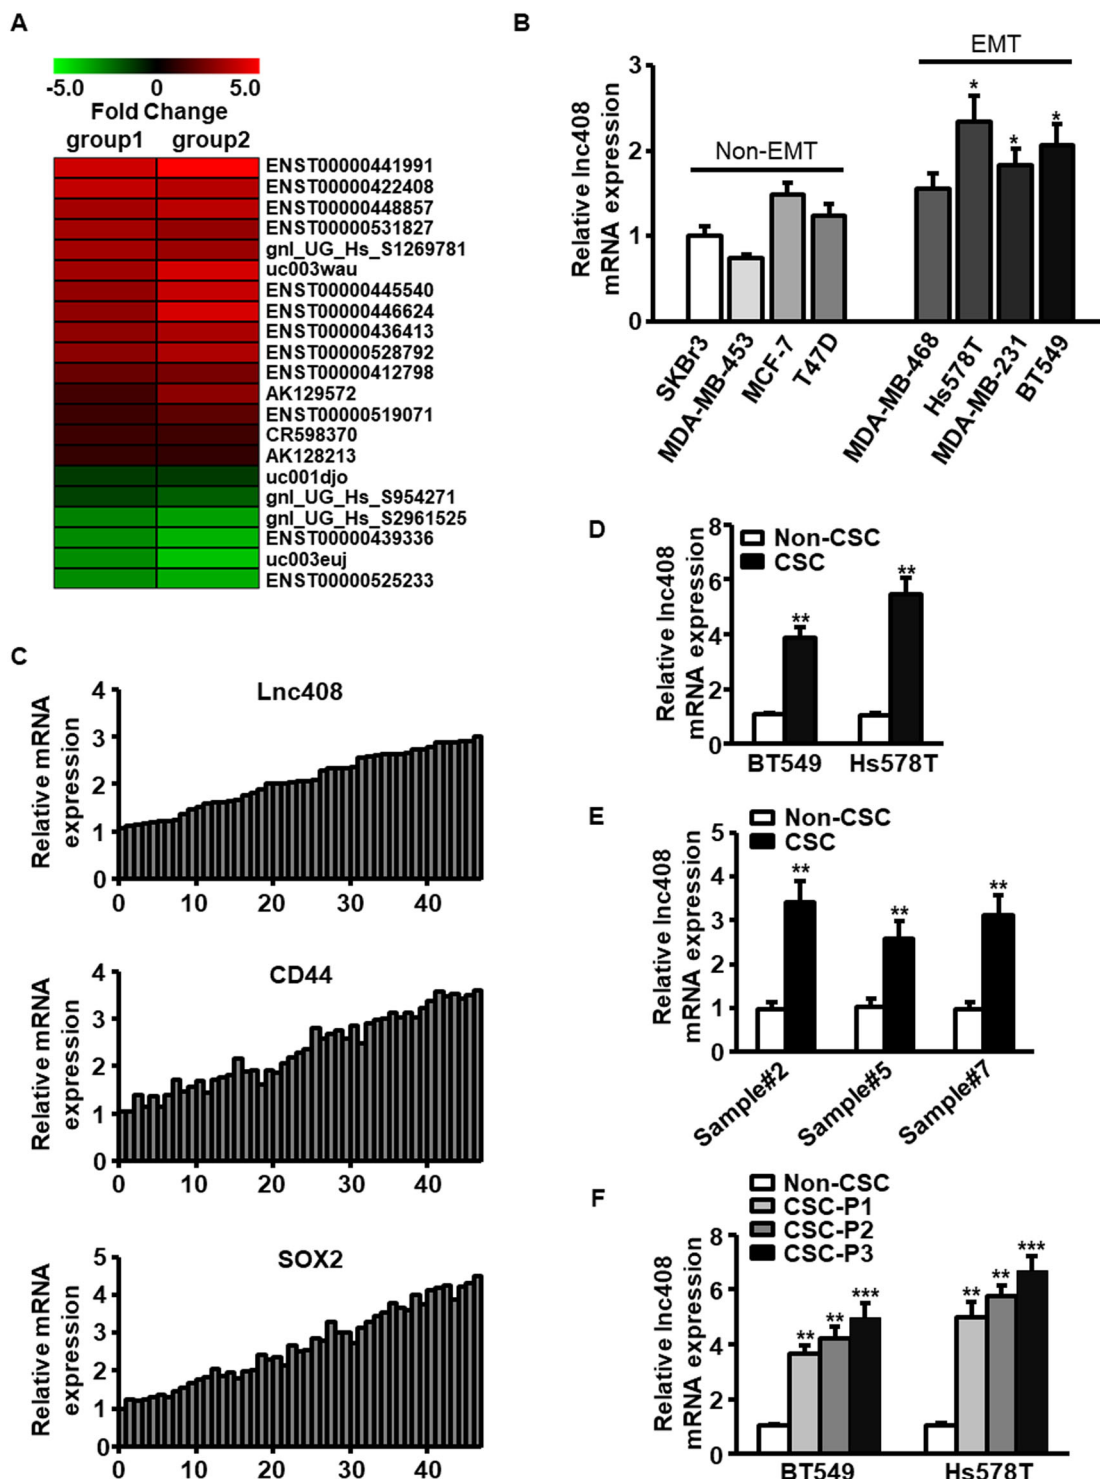 A
-5.0 0 5.0
Fold Change
group1 group2
ENST00000441991
ENST00000422408
ENST00000448857
ENST00000531827
gnl_UG_Hs_S1269781
uc003wau
ENST00000445540
ENST00000446624
ENST00000436413
ENST00000528792
ENST00000412798
AK129572
ENST00000519071
CR598370
AK128213
uc001djo
gnl_UG_Hs_S954271
gnl_UG_Hs_S2961525
ENST00000439336
uc003euj
ENST00000525233
B
Relative lnc408
mRNA expression
3
2
1
0
Non-EMT
EMT
*
*
*
SKBr3
MDA-MB-453
MCF-7
T47D
MDA-MB-468
Hs578T
MDA-MB-231
BT549
C
Lnc408
Relative mRNA
expression
4
3
2
1
0
0 10 20 30 40
CD44
Relative mRNA
expression
4
3
2
1
0
0 10 20 30 40
SOX2
Relative mRNA
expression
5
4
3
2
1
0
0 10 20 30 40
D
Non-CSC
CSC
Relative lnc408
mRNA expression
8
6
4
2
0
** **
BT549 Hs578T
E
Non-CSC
CSC
Relative lnc408
mRNA expression
5
4
3
2
1
0
** ** **
Sample#2
Sample#5
Sample#7
F
Non-CSC
CSC-P1
CSC-P2
CSC-P3
Relative lnc408
mRNA expression
8
6
4
2
0
** ** *** ** ** ***
BT549 Hs578T